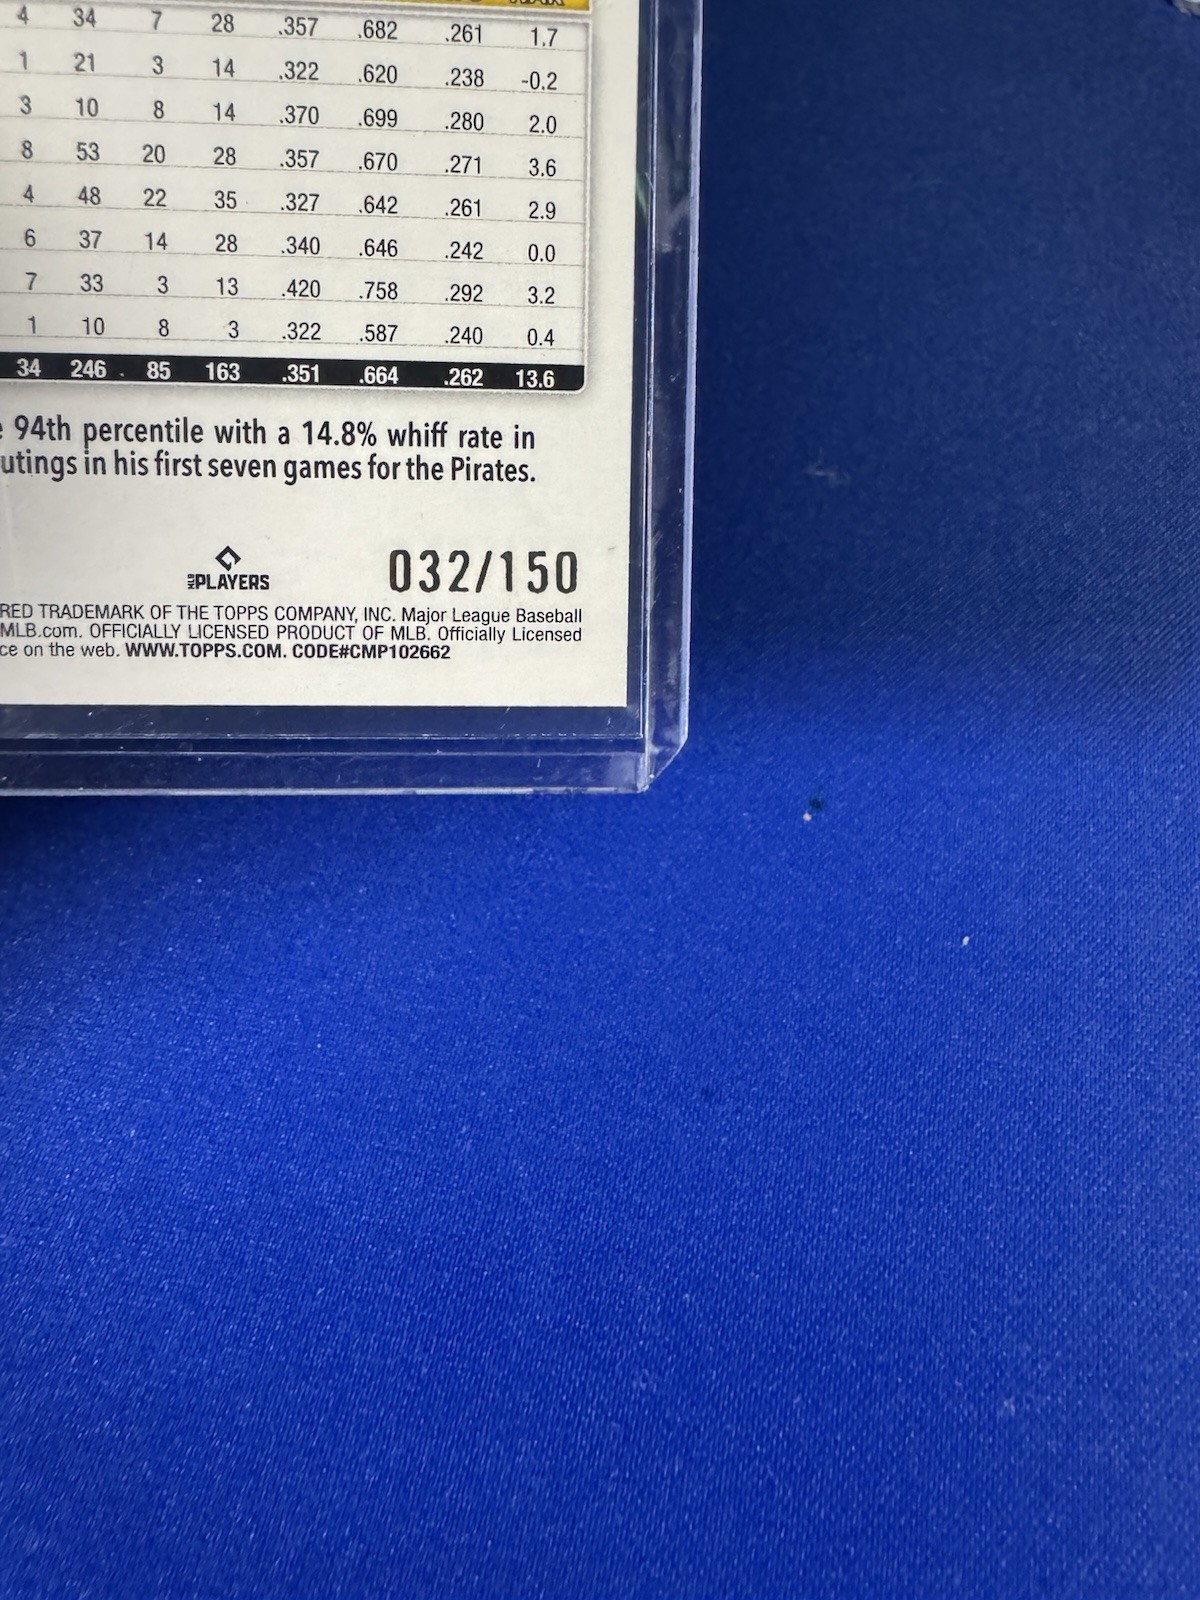 4 34 7 28 .357 .682 .261 1.7
1 21 3 14 .322 .620 .238 -0.2
3 10 8 14 .370 .699 .280 2.0
8 53 20 28 .357 .670 .271 3.6
4 48 22 35 .327 .642 .261 2.9
6 37 14 28 .340 .646 .242 0.0
7 33 3 13 .420 .758 .292 3.2
1 10 8 3 .322 .587 .240 0.4
34 246 85 163 .351 .664 .262 13.6
94th percentile with a 14.8% whiff rate in
utings in his first seven games for the Pirates.
PLAYERS 032/150
RED TRADEMARK OF THE TOPPS COMPANY, INC. Major League Baseball
MLB.com. OFFICIALLY LICENSED PRODUCT OF MLB. Officially Licensed
ce on the web. WWW.TOPPS.COM. CODE#CMP102662